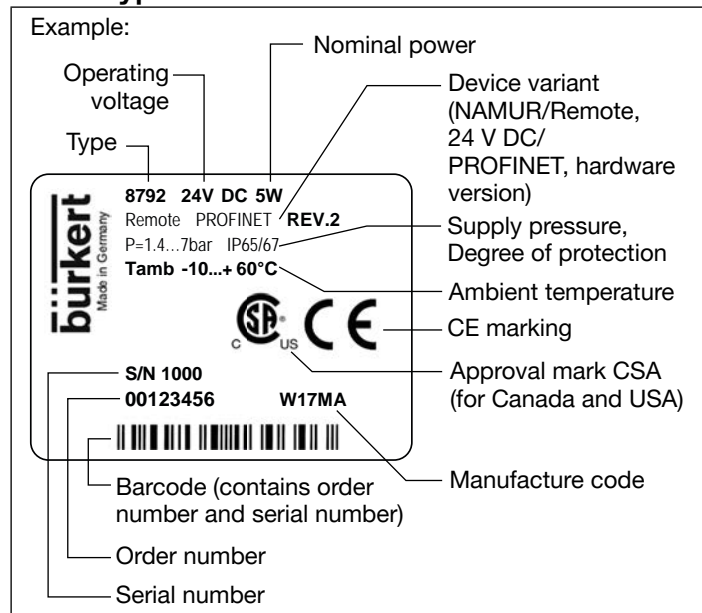 Example:
Nominal power
Operating
voltage
Type
Device variant
(NAMUR/Remote,
24 V DC/
PROFINET, hardware
version)
Supply pressure,
Degree of protection
Ambient temperature
CE marking
Approval mark CSA
(for Canada and USA)
bürkert
Made in Germany
8792 24V DC 5W
Remote PROFINET REV.2
P=1.4...7bar IP65/67
Tamb -10...+ 60°C
C SA ® US CE
S/N 1000
00123456 W17MA
Manufacture code
Barcode (contains order
number and serial number)
Order number
Serial number